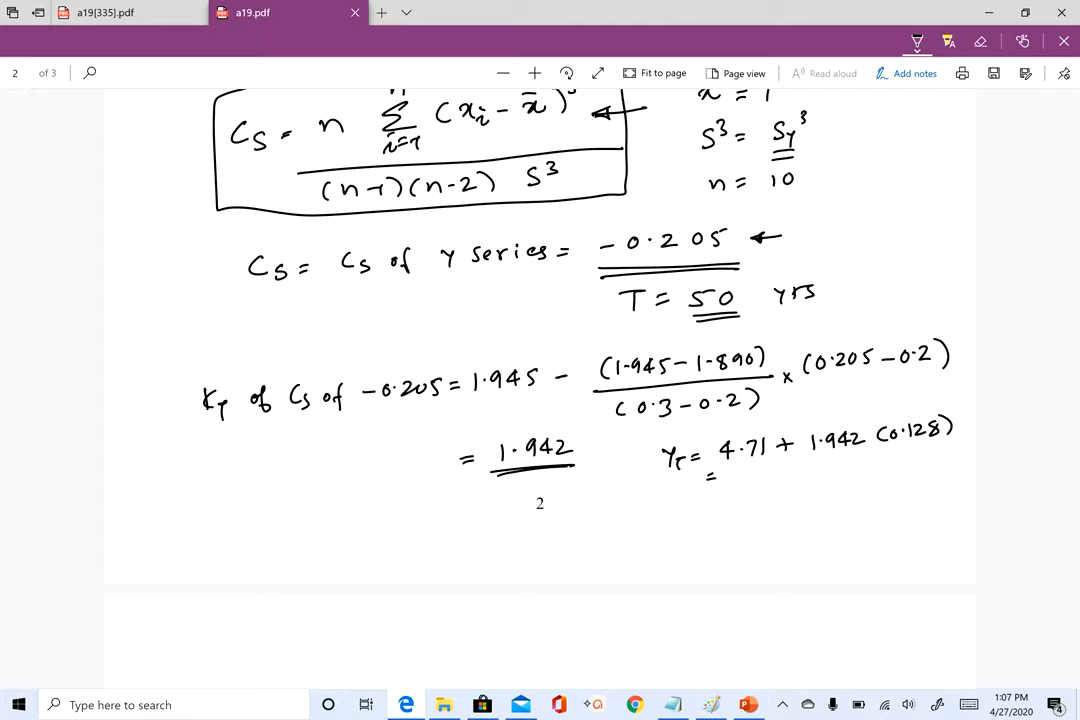 a19[335].pdf
a19.pdf
2 of 3
Fit to page
Page view
Read aloud
Add notes
Cs = n Σ i=1 (xi - x̄)³
(n-1)(n-2) S³
S³ = Sy³
n = 10
Cs = Cs of Y series = -0.205
T = 50 yrs
KT of Cs of -0.205 = 1.945 - (1.945 - 1.890) / (0.3 - 0.2) × (0.205 - 0.2)
= 1.942
YT = 4.71 + 1.942 (0.128)
=
2
Type here to search
1:07 PM
4/27/2020
4